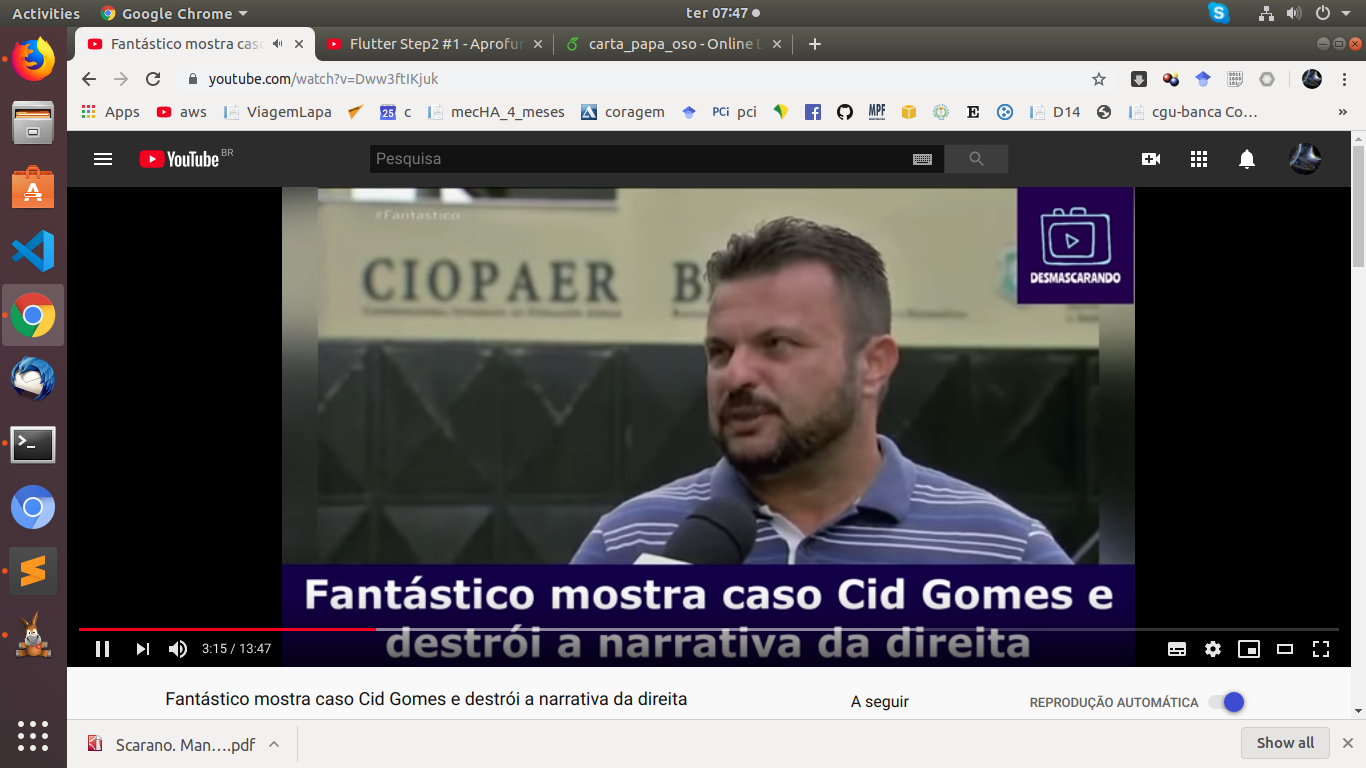 Activities
Google Chrome
ter 07:47
Fantástico mostra caso
Flutter Step2 #1 - Aprofun
carta_papa_oso - Online L
youtube.com/watch?v=Dww3ftIKjuk
Apps
aws
ViagemLapa
25
c
mecHA_4_meses
coragem
PCi
pci
MPF
E
D14
cgu-banca Co…
»
YouTube BR
Pesquisa
#Fantástico
CIOPAER
DESMASCARANDO
Fantástico mostra caso Cid Gomes e
destrói a narrativa da direita
3:15 / 13:47
Fantástico mostra caso Cid Gomes e destrói a narrativa da direita
A seguir
REPRODUÇÃO AUTOMÁTICA
Scarano. Man….pdf
Show all